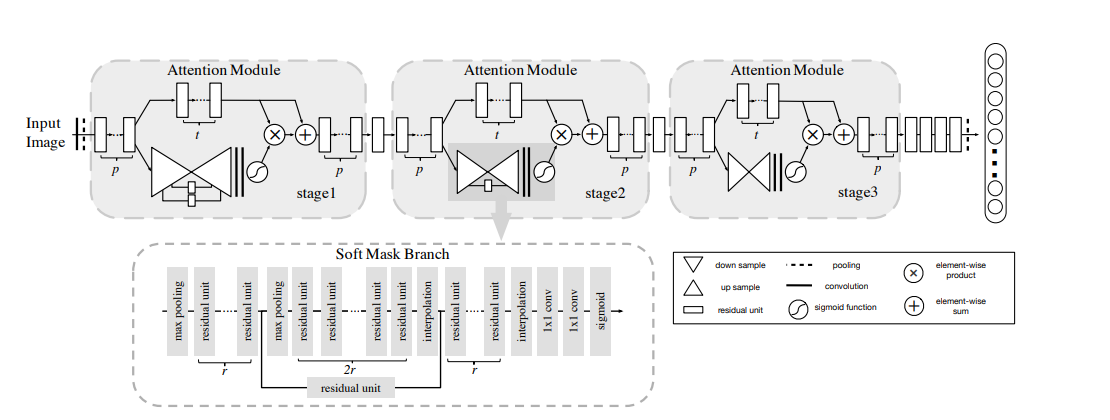 Attention Module
Attention Module
Attention Module
Input
Image
t
t
t
p
p
p
p
p
p
stage1
stage2
stage3
Soft Mask Branch
max pooling
residual unit
residual unit
max pooling
residual unit
residual unit
residual unit
residual unit
interpolation
residual unit
residual unit
interpolation
1x1 conv
1x1 conv
sigmoid
r
2r
r
residual unit
down sample
pooling
element-wise
product
up sample
convolution
residual unit
sigmoid function
element-wise
sum